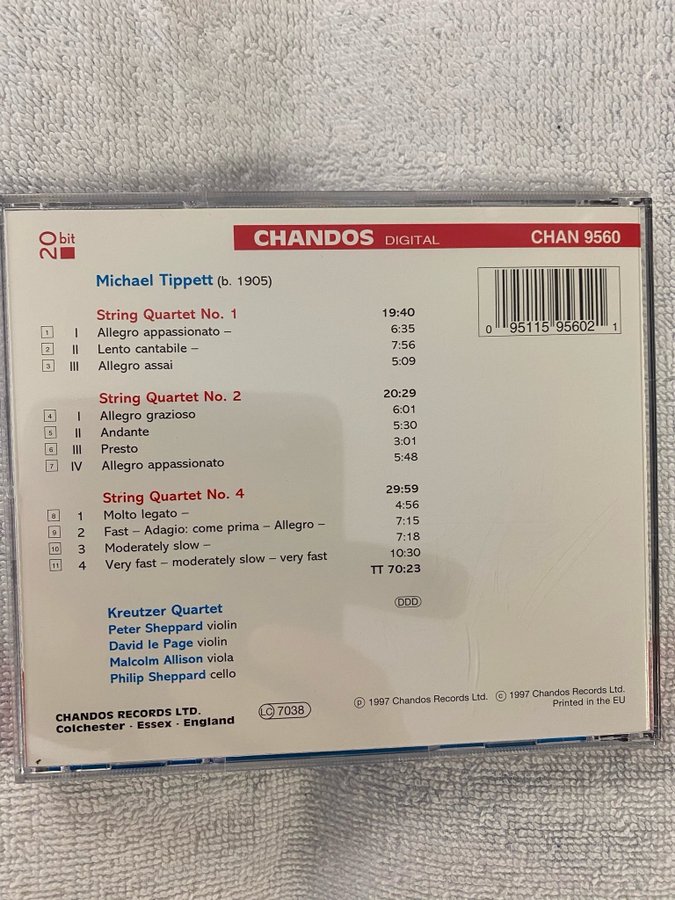 20 bit
CHANDOS DIGITAL CHAN 9560
Michael Tippett (b. 1905)
0 95115 95602 1
String Quartet No. 1 19:40
1 I Allegro appassionato – 6:35
2 II Lento cantabile – 7:56
3 III Allegro assai 5:09
String Quartet No. 2 20:29
4 I Allegro grazioso 6:01
5 II Andante 5:30
6 III Presto 3:01
7 IV Allegro appassionato 5:48
String Quartet No. 4 29:59
8 1 Molto legato – 4:56
9 2 Fast – Adagio: come prima – Allegro – 7:15
10 3 Moderately slow – 7:18
11 4 Very fast – moderately slow – very fast 10:30
TT 70:23
DDD
Kreutzer Quartet
Peter Sheppard violin
David le Page violin
Malcolm Allison viola
Philip Sheppard cello
CHANDOS RECORDS LTD.
Colchester · Essex · England
LC 7038
℗ 1997 Chandos Records Ltd. © 1997 Chandos Records Ltd.
Printed in the EU